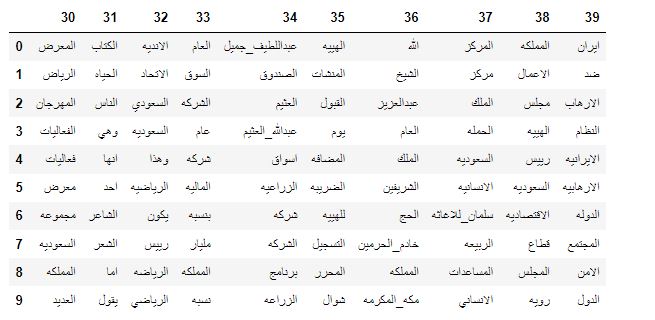 30 31 32 33 34 35 36 37 38 39
0 المعرض الكتاب الانديه العام عبداللطيف_جميل الهييه الله المركز المملكه ايران
1 الرياض الحياه الاتحاد السوق الصندوق المنشات الشيخ مركز الاعمال ضد
2 المهرجان الناس السعودي الشركه العثيم القبول عبدالعزيز الملك مجلس الارهاب
3 الفعاليات وهي السعوديه عام عبدالله_العثيم يوم العام الحمله الهييه النظام
4 فعاليات انها وهذا شركه اسواق المضافه الملك السعوديه رييس الايرانيه
5 معرض احد الرياضيه الماليه الزراعيه الضريبه الشريفين الانسانيه السعوديه الارهابيه
6 مجموعه الشاعر يكون بنسبه شركه للهييه الحج سلمان_للاغاثه الاقتصاديه الدوله
7 السعوديه الشعر رييس مليار الشركه التسجيل خادم_الحرمين الربيعه قطاع المجتمع
8 المملكه اما الرياضه المملكه برنامج المحرر المملكه المساعدات المجلس الامن
9 العديد يقول الرياضي نسبه الزراعه شوال مكه_المكرمه الانساني رويه الدول